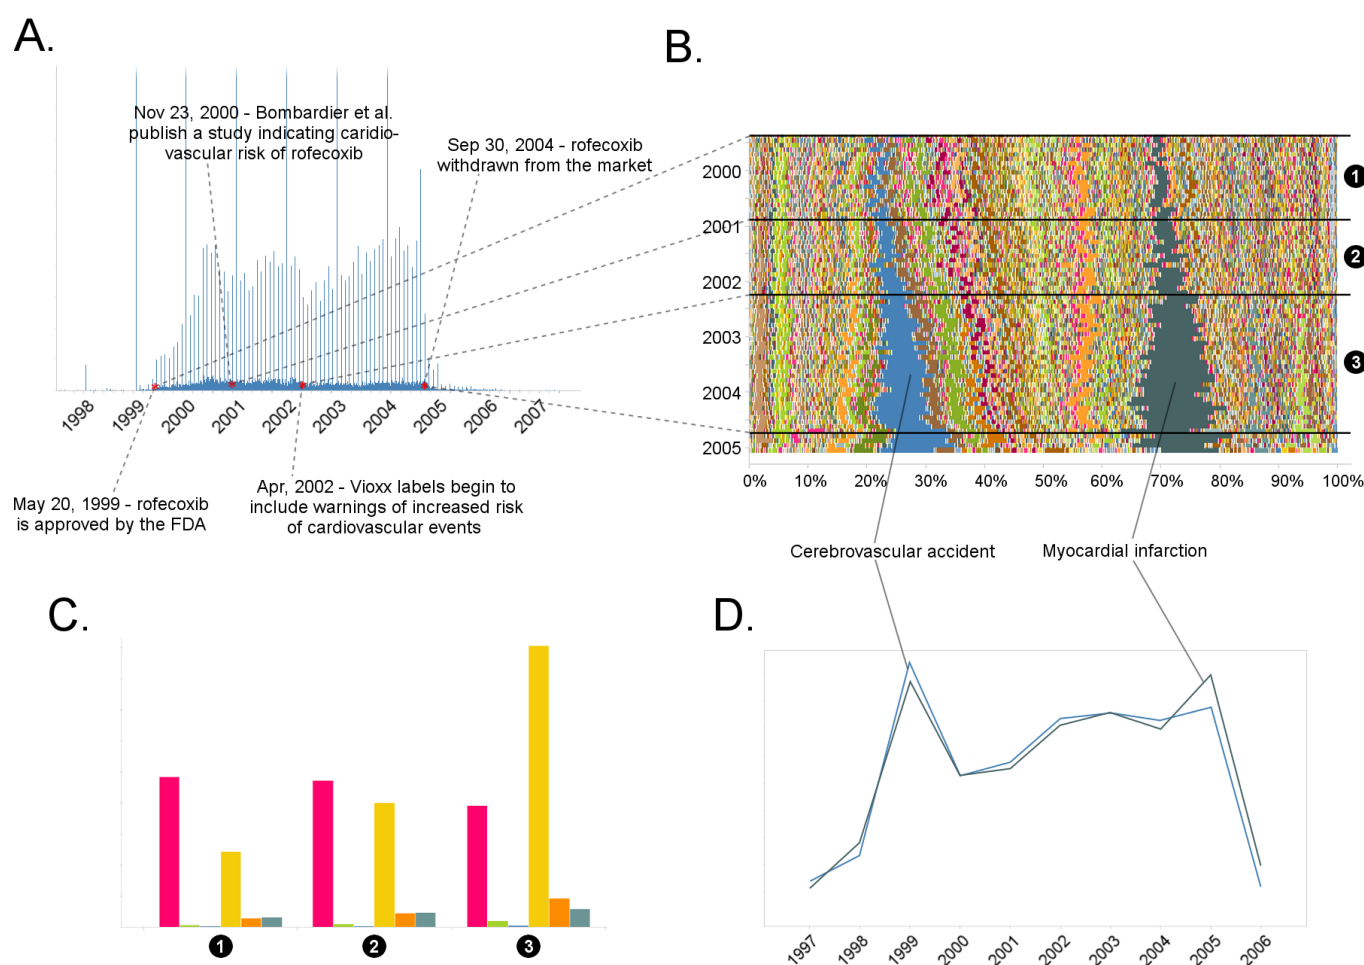 A.
B.
Nov 23, 2000 - Bombardier et al.
publish a study indicating caridio-
vascular risk of rofecoxib
Sep 30, 2004 - rofecoxib
withdrawn from the market
1998
1999
2000
2001
2002
2003
2004
2005
2006
2007
May 20, 1999 - rofecoxib
is approved by the FDA
Apr, 2002 - Vioxx labels begin to
include warnings of increased risk
of cardiovascular events
2000
2001
2002
2003
2004
2005
1
2
3
0%
10%
20%
30%
40%
50%
60%
70%
80%
90%
100%
Cerebrovascular accident
Myocardial infarction
C.
1
2
3
D.
1997
1998
1999
2000
2001
2002
2003
2004
2005
2006